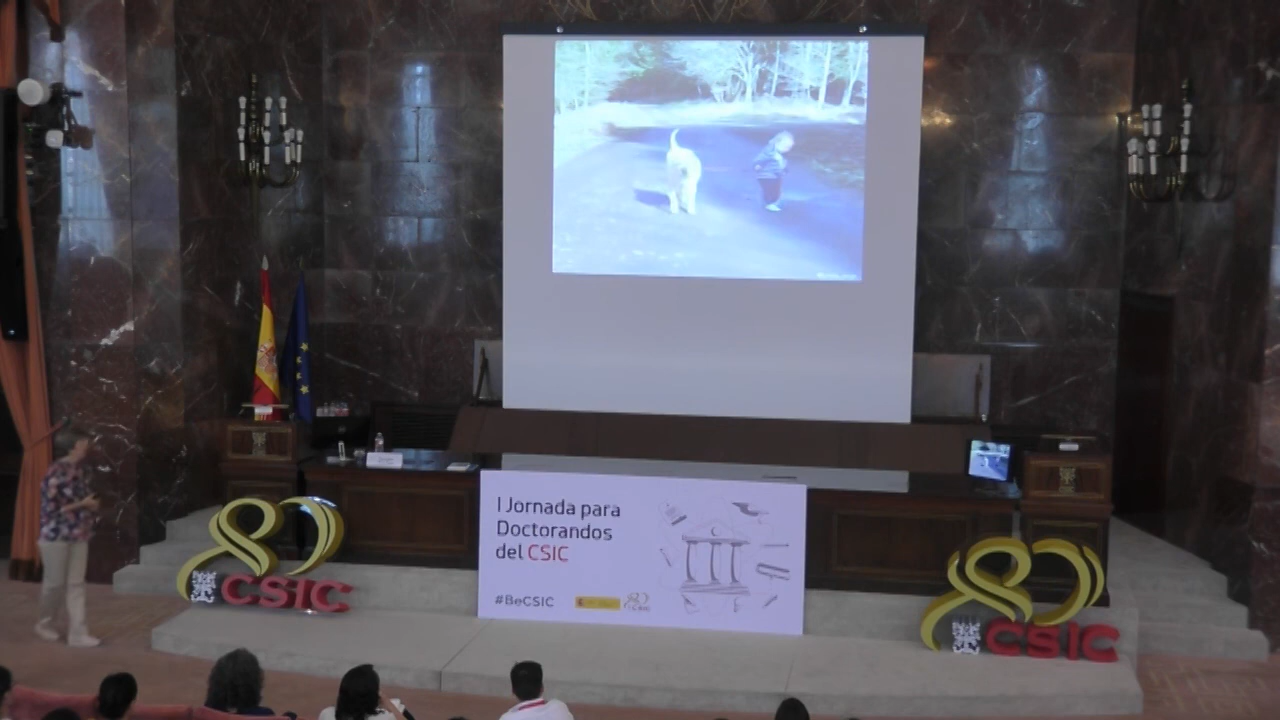 I Jornada para
Doctorandos
del CSIC
#BeCSIC
80
CSIC
80
CSIC